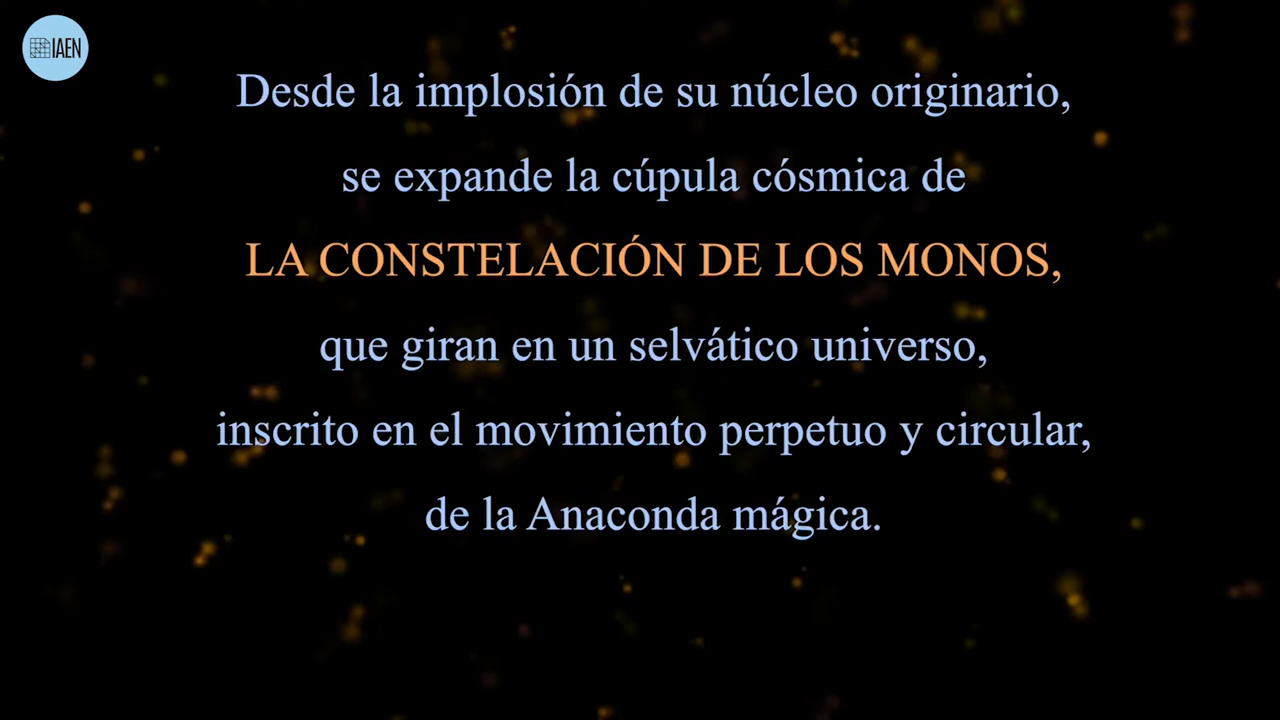 IAEN
Desde la implosión de su núcleo originario,
se expande la cúpula cósmica de
LA CONSTELACIÓN DE LOS MONOS,
que giran en un selvático universo,
inscrito en el movimiento perpetuo y circular,
de la Anaconda mágica.